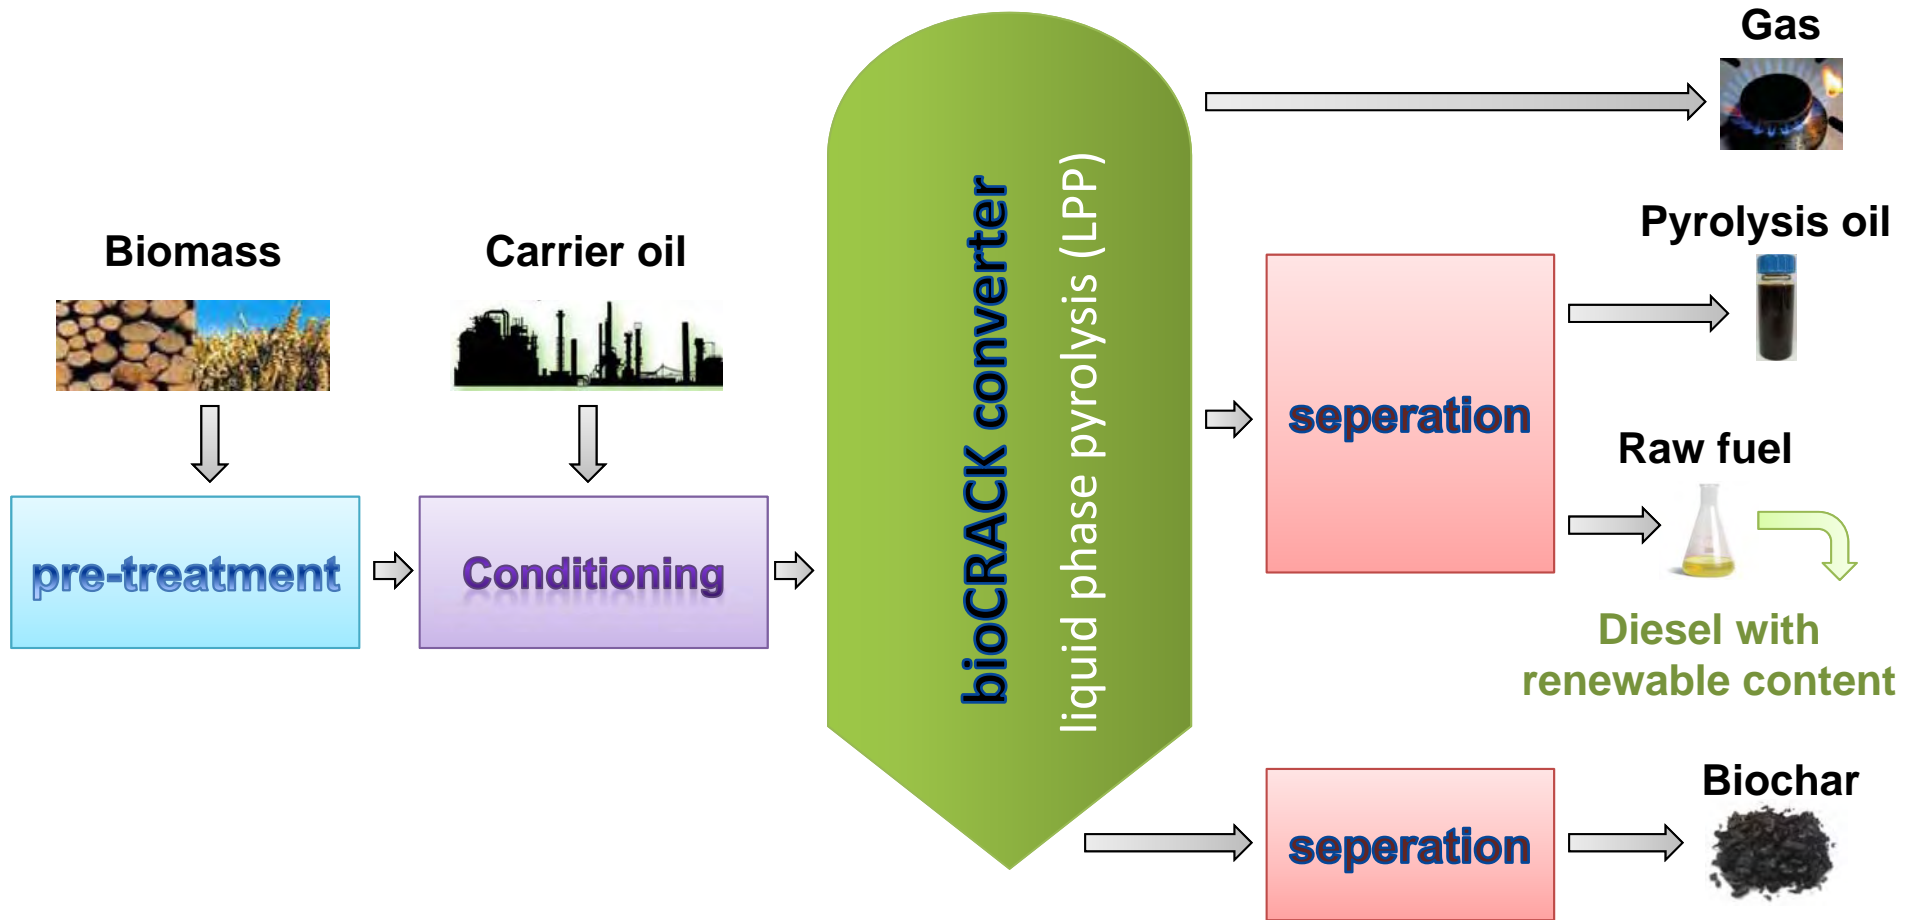 Gas
Pyrolysis oil
Biomass
Carrier oil
bioCRACK converter
liquid phase pyrolysis (LPP)
seperation
Raw fuel
pre-treatment
Conditioning
Diesel with
renewable content
Biochar
seperation